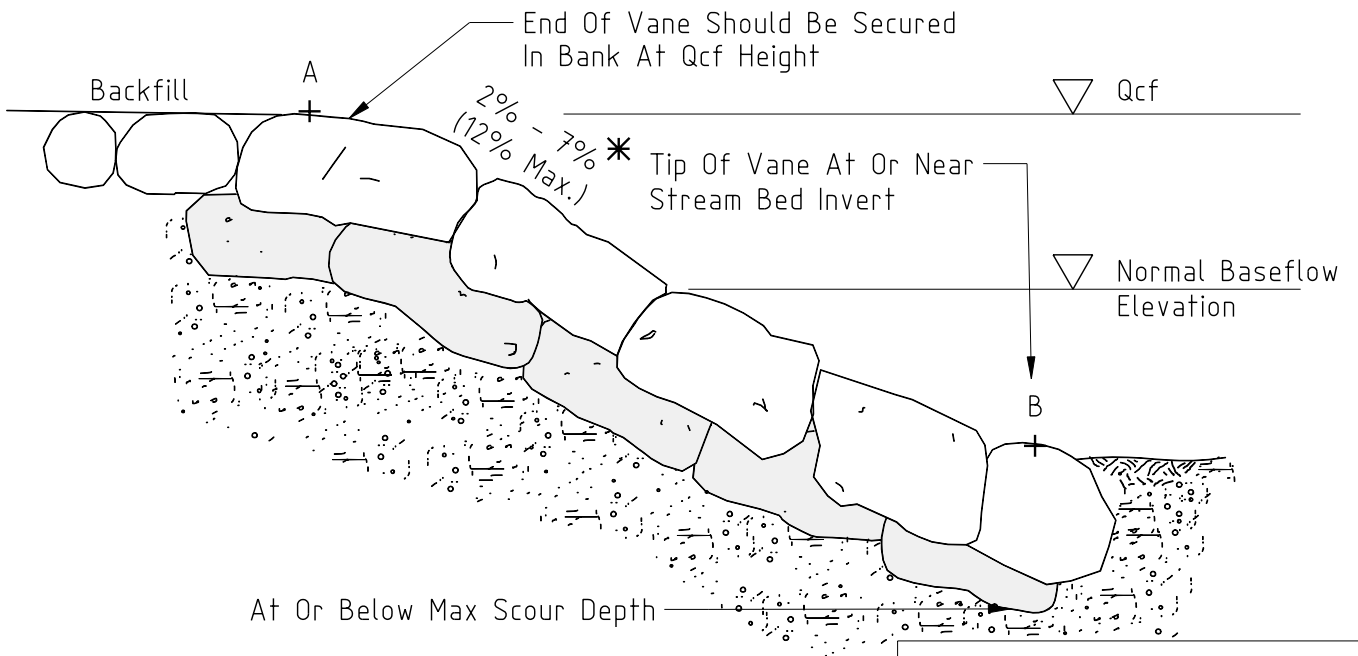 End Of Vane Should Be Secured
In Bank At Qcf Height
A
Backfill
Qcf
2% - 7% *
(12% Max.)
Tip Of Vane At Or Near
Stream Bed Invert
Normal Baseflow
Elevation
B
At Or Below Max Scour Depth